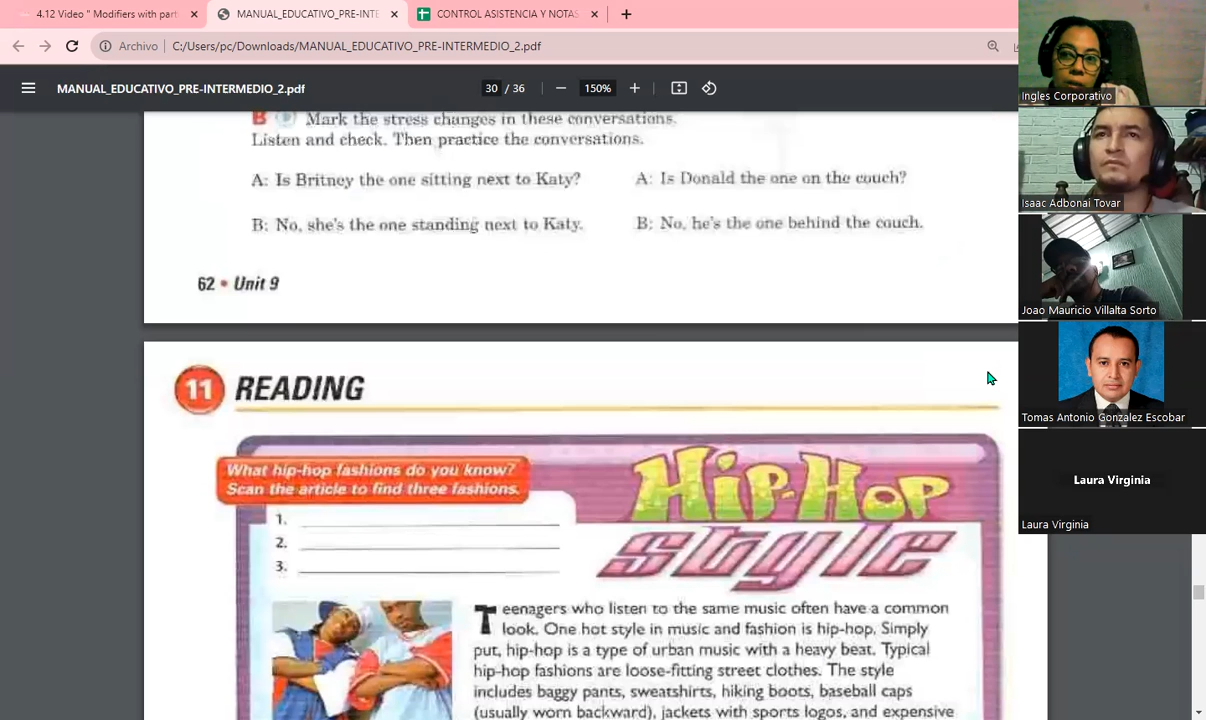 4.12 Video " Modifiers with part
MANUAL_EDUCATIVO_PRE-INTE
CONTROL ASISTENCIA Y NOTAS
Archivo
C:/Users/pc/Downloads/MANUAL_EDUCATIVO_PRE-INTERMEDIO_2.pdf
MANUAL_EDUCATIVO_PRE-INTERMEDIO_2.pdf
30 / 36
150%
B Mark the stress changes in these conversations.
Listen and check. Then practice the conversations.
A: Is Britney the one sitting next to Katy?
B: No, she's the one standing next to Katy.
A: Is Donald the one on the couch?
B: No, he's the one behind the couch.
62 • Unit 9
11 READING
What hip-hop fashions do you know?
Scan the article to find three fashions.
1.
2.
3.
Hip-Hop
style
Teenagers who listen to the same music often have a common
look. One hot style in music and fashion is hip-hop. Simply
put, hip-hop is a type of urban music with a heavy beat. Typical
hip-hop fashions are loose-fitting street clothes. The style
includes baggy pants, sweatshirts, hiking boots, baseball caps
(usually worn backward), jackets with sports logos, and expensive
Ingles Corporativo
Isaac Adbonai Tovar
Joao Mauricio Villalta Sorto
Tomas Antonio Gonzalez Escobar
Laura Virginia
Laura Virginia